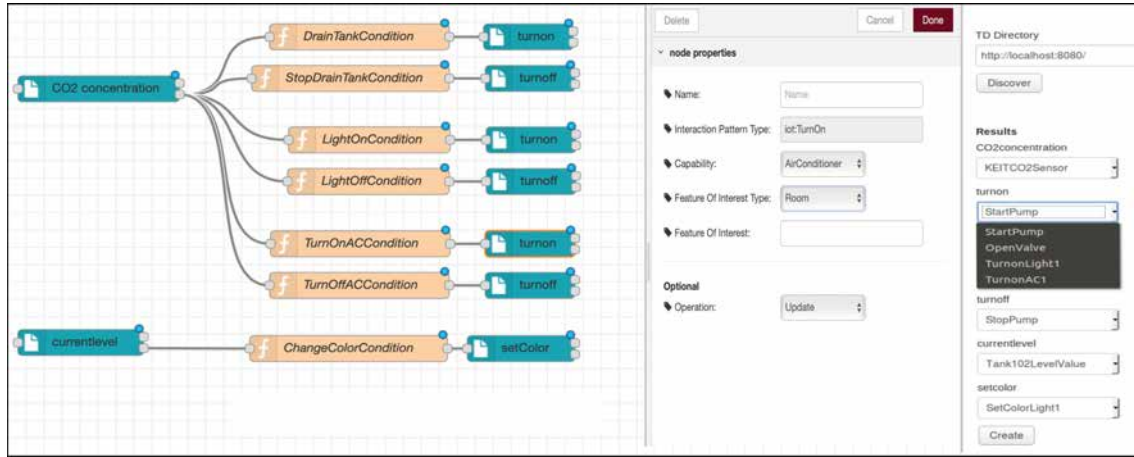 DrainTankCondition
turnon
CO2 concentration
StopDrainTankCondition
turnoff
LightOnCondition
turnon
LightOffCondition
turnoff
TurnOnACCondition
turnon
TurnOffACCondition
turnoff
currentlevel
ChangeColorCondition
setColor
Delete
Cancel
Done
node properties
Name:
Name
Interaction Pattern Type:
iot:TurnOn
Capability:
AirConditioner
Feature Of Interest Type:
Room
Feature Of Interest:
Optional
Operation:
Update
TD Directory
http://localhost:8080/
Discover
Results
CO2concentration
KEITCO2Sensor
turnon
StartPump
StartPump
OpenValve
TurnonLight1
TurnonAC1
turnoff
StopPump
currentlevel
Tank102LevelValue
setcolor
SetColorLight1
Create